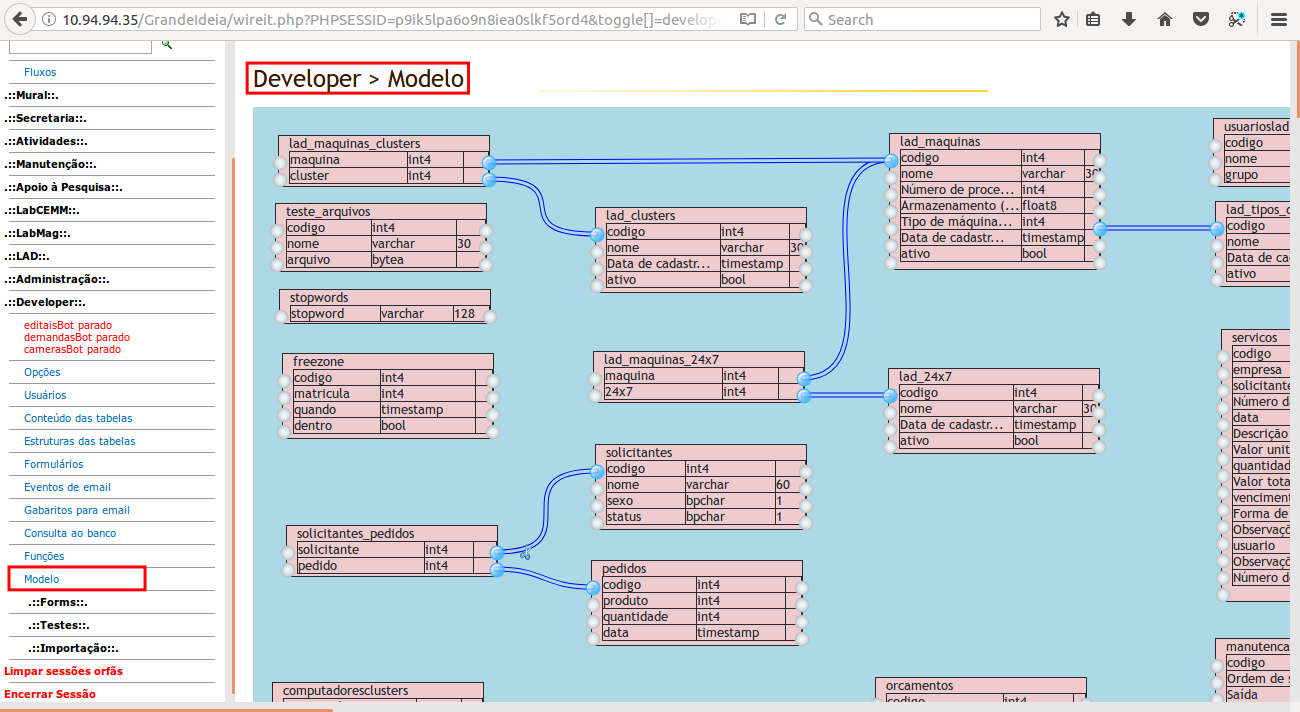 10.94.94.35/GrandeIdeia/wireit.php?PHPSESSID=p9ik5lpa6o9n8iea0slkf5ord4&toggle[]=develop
Search
Fluxos
.::Mural::.
.::Secretaria::.
.::Atividades::.
.::Manutenção::.
.::Apoio à Pesquisa::.
.::LabCEMM::.
.::LabMag::.
.::LAD::.
.::Administração::.
.::Developer::.
editaisBot parado
demandasBot parado
camerasBot parado
Opções
Usuários
Conteúdo das tabelas
Estruturas das tabelas
Formulários
Eventos de email
Gabaritos para email
Consulta ao banco
Funções
Modelo
.::Forms::.
.::Testes::.
.::Importação::.
Limpar sessões orfãs
Encerrar Sessão
Developer > Modelo
lad_maquinas_clusters
maquina int4
cluster int4
teste_arquivos
codigo int4
nome varchar 30
arquivo bytea
stopwords
stopword varchar 128
freezone
codigo int4
matricula int4
quando timestamp
dentro bool
solicitantes_pedidos
solicitante int4
pedido int4
computadoresclusters
lad_clusters
codigo int4
nome varchar 30
Data de cadastr... timestamp
ativo bool
lad_maquinas_24x7
maquina int4
24x7 int4
solicitantes
codigo int4
nome varchar 60
sexo bpchar 1
status bpchar 1
pedidos
codigo int4
produto int4
quantidade int4
data timestamp
lad_maquinas
codigo int4
nome varchar 30
Número de proce... int4
Armazenamento (... float8
Tipo de máquina... int4
Data de cadastr... timestamp
ativo bool
lad_24x7
codigo int4
nome varchar 30
Data de cadastr... timestamp
ativo bool
orcamentos
codigo int4
usuarioslad
codigo
nome
grupo
lad_tipos_d
codigo
nome
Data de ca
ativo
servicos
codigo
empresa
solicitante
Número da
data
Descrição
Valor unit
quantidad
Valor tota
venciment
Forma de
Observaçõ
usuario
Observaçõ
Número d
manutenca
codigo
Ordem de s
Saída